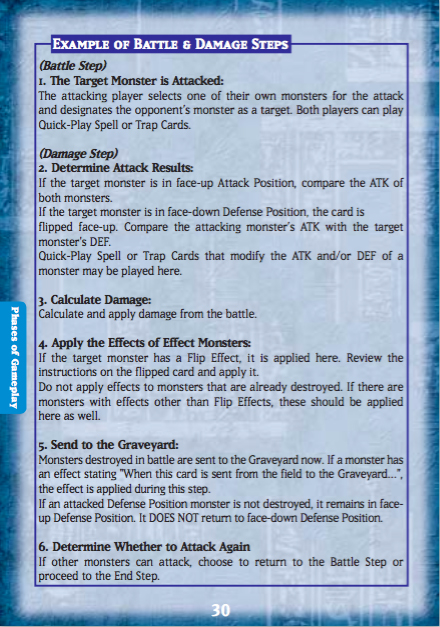 EXAMPLE OF BATTLE & DAMAGE STEPS
(Battle Step)
1. The Target Monster is Attacked:
The attacking player selects one of their own monsters for the attack
and designates the opponent's monster as a target. Both players can play
Quick-Play Spell or Trap Cards.
(Damage Step)
2. Determine Attack Results:
If the target monster is in face-up Attack Position, compare the ATK of
both monsters.
If the target monster is in face-down Defense Position, the card is
flipped face-up. Compare the attacking monster's ATK with the target
monster's DEF.
Quick-Play Spell or Trap Cards that modify the ATK and/or DEF of a
monster may be played here.
3. Calculate Damage:
Calculate and apply damage from the battle.
4. Apply the Effects of Effect Monsters:
If the target monster has a Flip Effect, it is applied here. Review the
instructions on the flipped card and apply it.
Do not apply effects to monsters that are already destroyed. If there are
monsters with effects other than Flip Effects, these should be applied
here as well.
5. Send to the Graveyard:
Monsters destroyed in battle are sent to the Graveyard now. If a monster has
an effect stating "When this card is sent from the field to the Graveyard...",
the effect is applied during this step.
If an attacked Defense Position monster is not destroyed, it remains in face-
up Defense Position. It DOES NOT return to face-down Defense Position.
6. Determine Whether to Attack Again
If other monsters can attack, choose to return to the Battle Step or
proceed to the End Step.
Phases of Gameplay
30